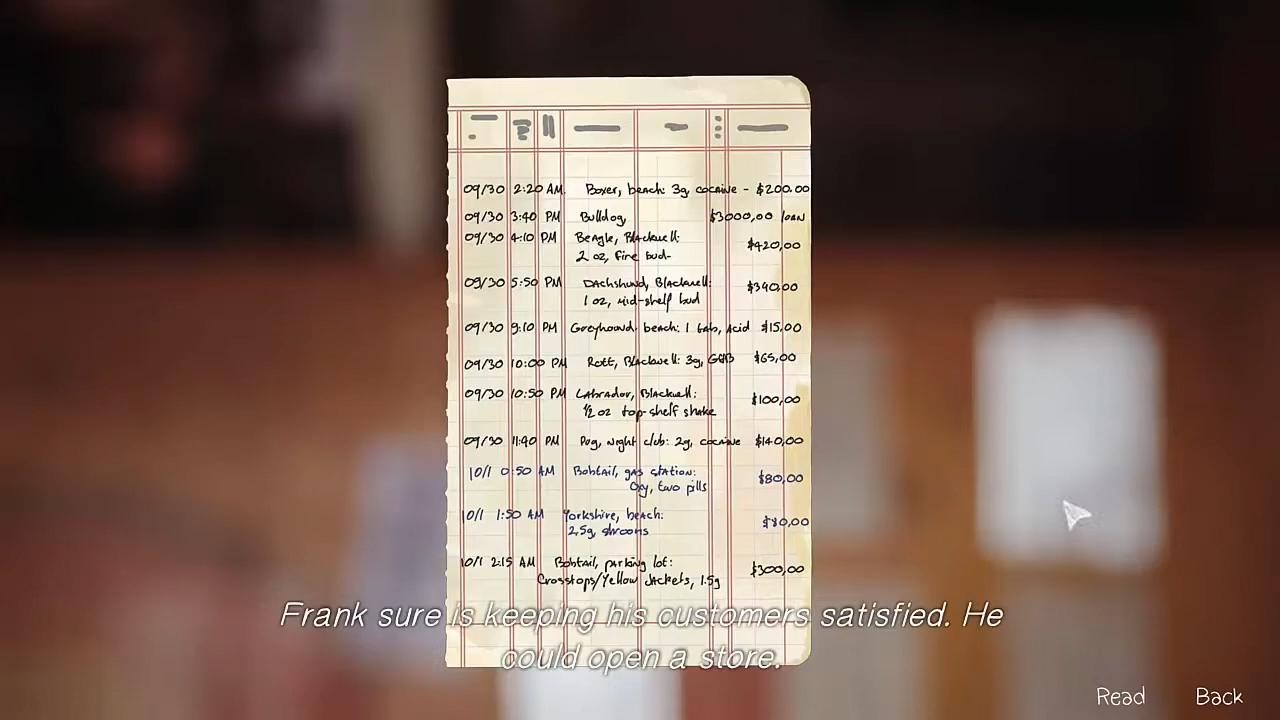 09/30 2:20 AM. Boxer, beach: 3g, cocaine - $200.00
09/30 3:40 PM Bulldog, $3000,00 loan
09/30 4:10 PM Beagle, Blackwell: $420,00
2 oz, fire bud-
09/30 5:50 PM Dachshund, Blackwell: $340,00
1 oz, mid-shelf bud
09/30 9:10 PM Greyhound, beach: 1 tab, Acid $15.00
09/30 10:00 PM Rott, Blackwell: 3g, GHB $65,00
09/30 10:50 PM Labrador, Blackwell: $100,00
1/2 oz top-shelf shake
09/30 11:40 PM Pug, night club: 2g, cocaine $140,00
10/1 0:50 AM Bobtail, gas station: $80,00
Oxy, two pills
10/1 1:50 AM Yorkshire, beach:
2,5g, shrooms
10/1 2:15 AM Bobtail, parking lot: $300,00
Crosstops/Yellow Jackets, 1.5g
Frank sure is keeping his customers satisfied. He
could open a store.
Read Back